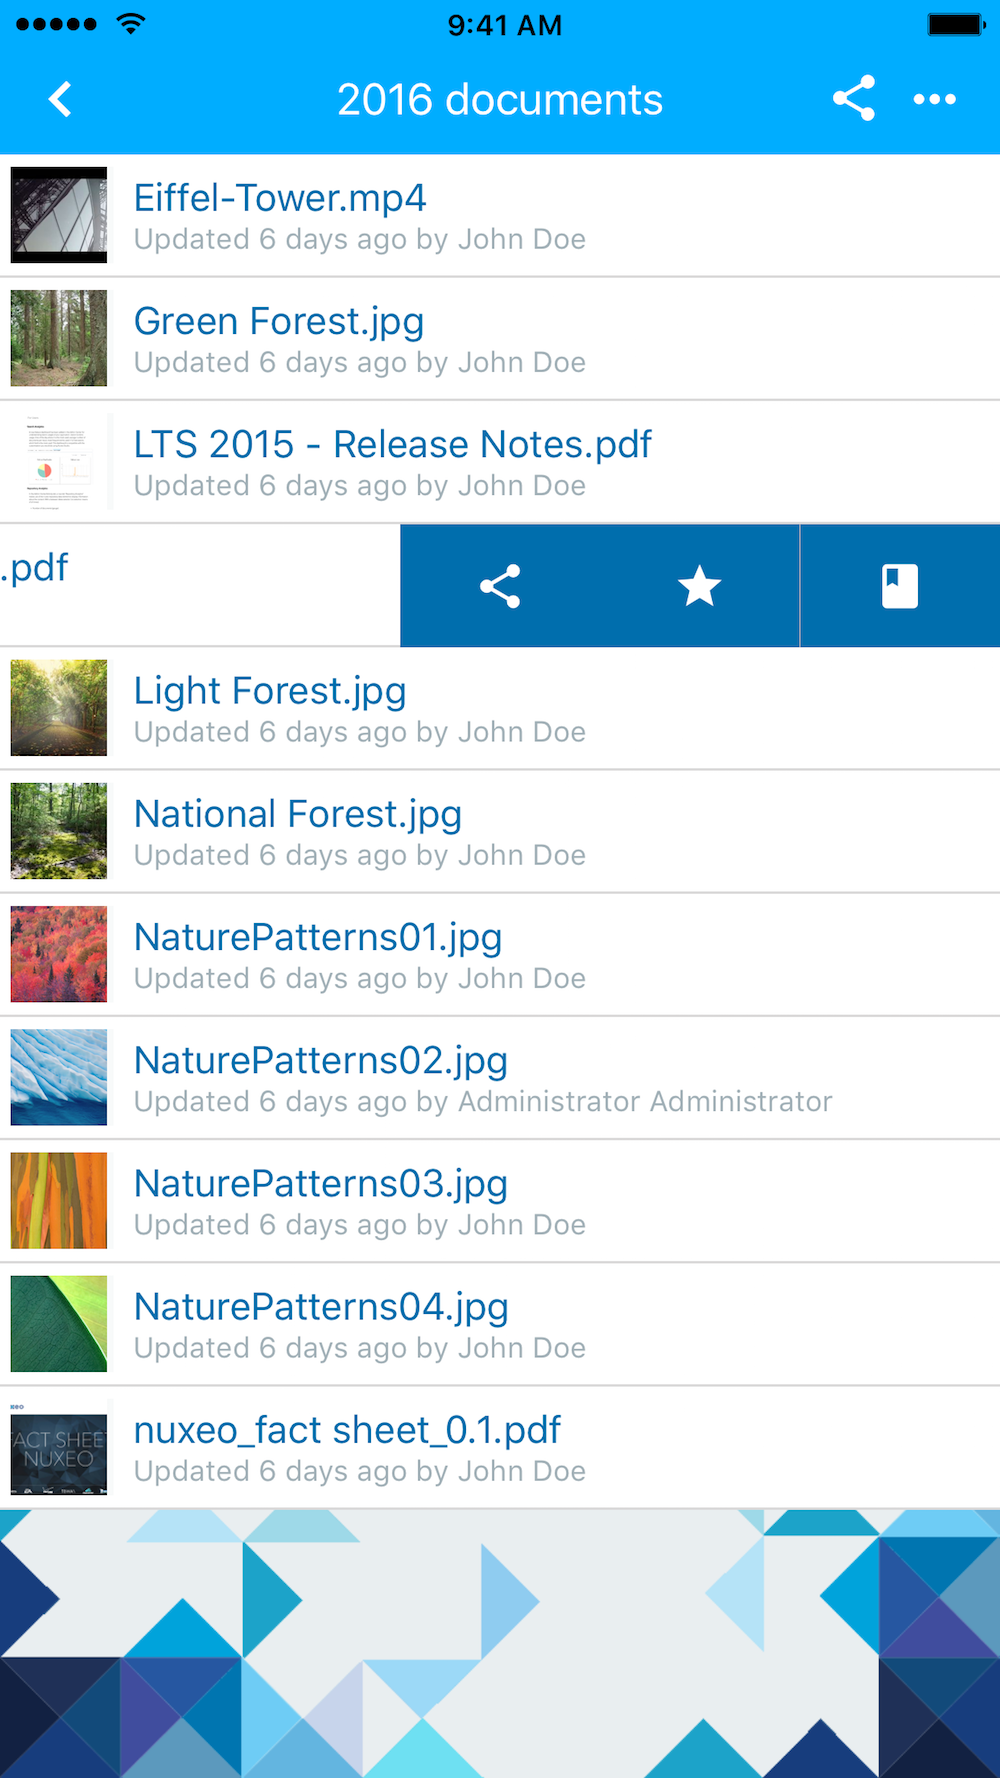 9:41 AM
2016 documents
Eiffel-Tower.mp4
Updated 6 days ago by John Doe
Green Forest.jpg
Updated 6 days ago by John Doe
LTS 2015 - Release Notes.pdf
Updated 6 days ago by John Doe
.pdf
Light Forest.jpg
Updated 6 days ago by John Doe
National Forest.jpg
Updated 6 days ago by John Doe
NaturePatterns01.jpg
Updated 6 days ago by John Doe
NaturePatterns02.jpg
Updated 6 days ago by Administrator Administrator
NaturePatterns03.jpg
Updated 6 days ago by John Doe
NaturePatterns04.jpg
Updated 6 days ago by John Doe
ACT SHEE
NUXEO
nuxeo_fact sheet_0.1.pdf
Updated 6 days ago by John Doe